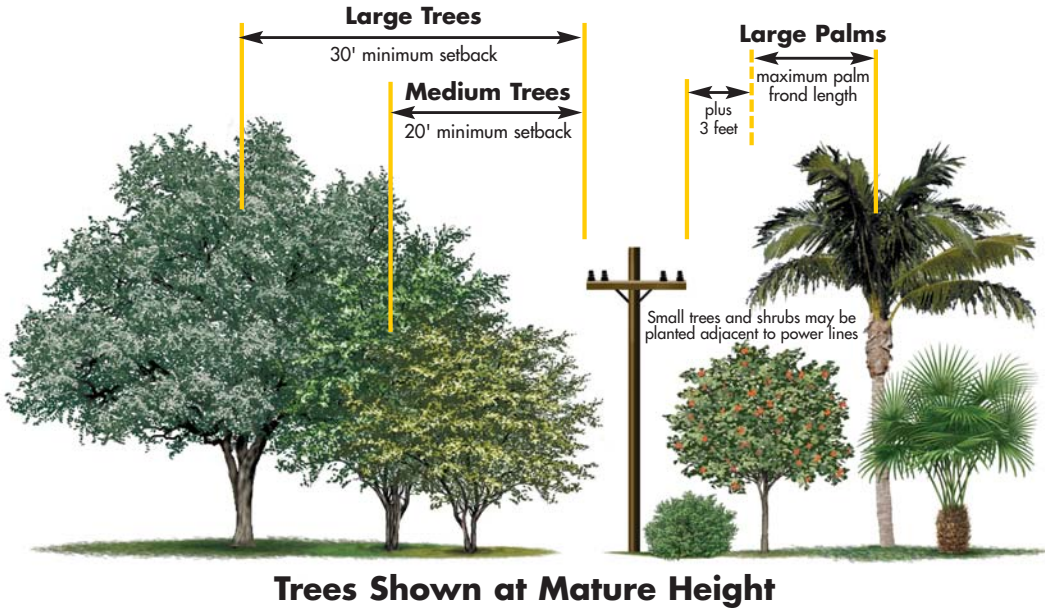 Large Trees
30' minimum setback
Medium Trees
20' minimum setback
Large Palms
maximum palm
frond length
plus
3 feet
Small trees and shrubs may be
planted adjacent to power lines
Trees Shown at Mature Height